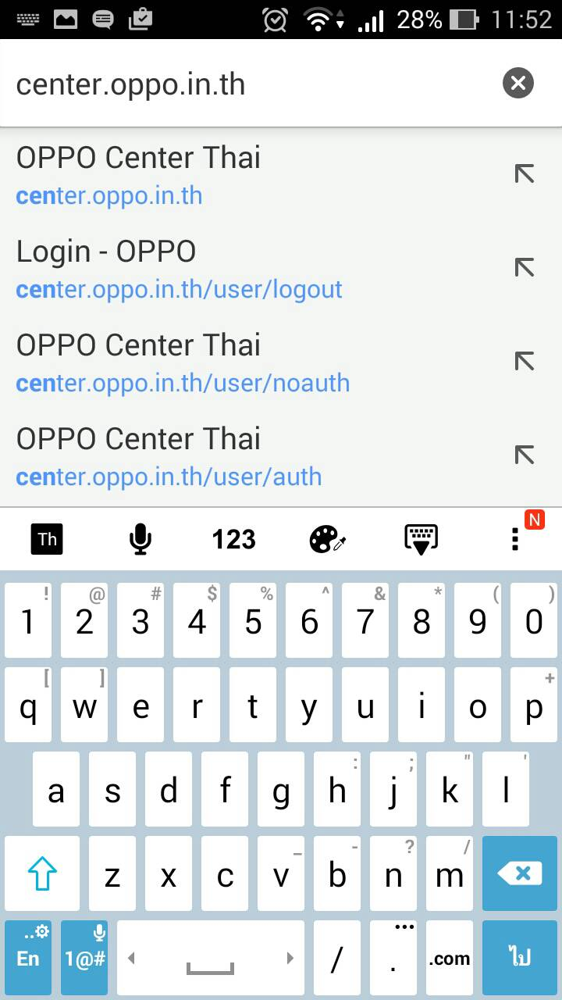 28% 11:52
center.oppo.in.th
OPPO Center Thai
center.oppo.in.th
Login - OPPO
center.oppo.in.th/user/logout
OPPO Center Thai
center.oppo.in.th/user/noauth
OPPO Center Thai
center.oppo.in.th/user/auth
Th 123 N
! @ # $ % ^ & * ( )
1 2 3 4 5 6 7 8 9 0
[ ] +
q w e r t y u i o p
: ; " '
a s d f g h j k l
_ - ? /
z x c v b n m
En 1@# / . .com ไป